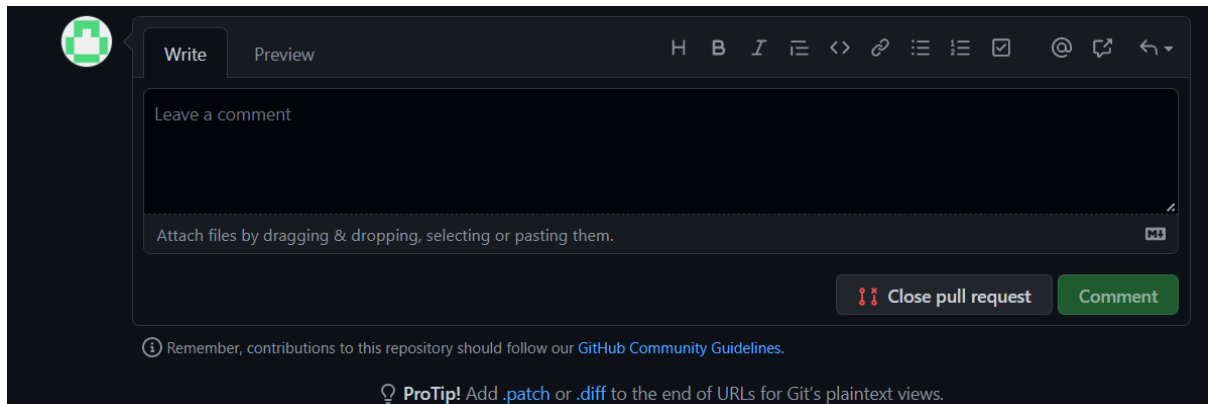 Write Preview H B I
Leave a comment
Attach files by dragging & dropping, selecting or pasting them.
Close pull request Comment
Remember, contributions to this repository should follow our GitHub Community Guidelines.
ProTip! Add .patch or .diff to the end of URLs for Git's plaintext views.